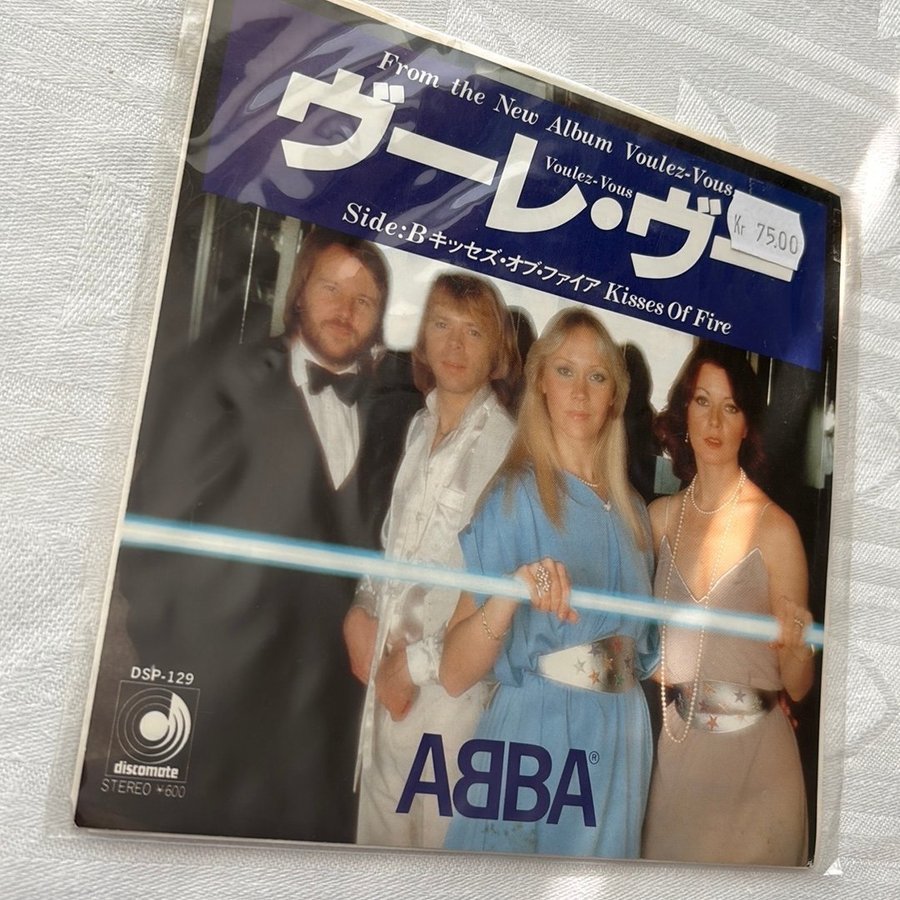 From the New Album Voulez-Vous
ヴーレ・ヴー
Voulez-Vous
Kr 75.00
Side:B キッセズ・オブ・ファイア Kisses Of Fire
DSP-129
discomate
STEREO ¥600
ABBA®